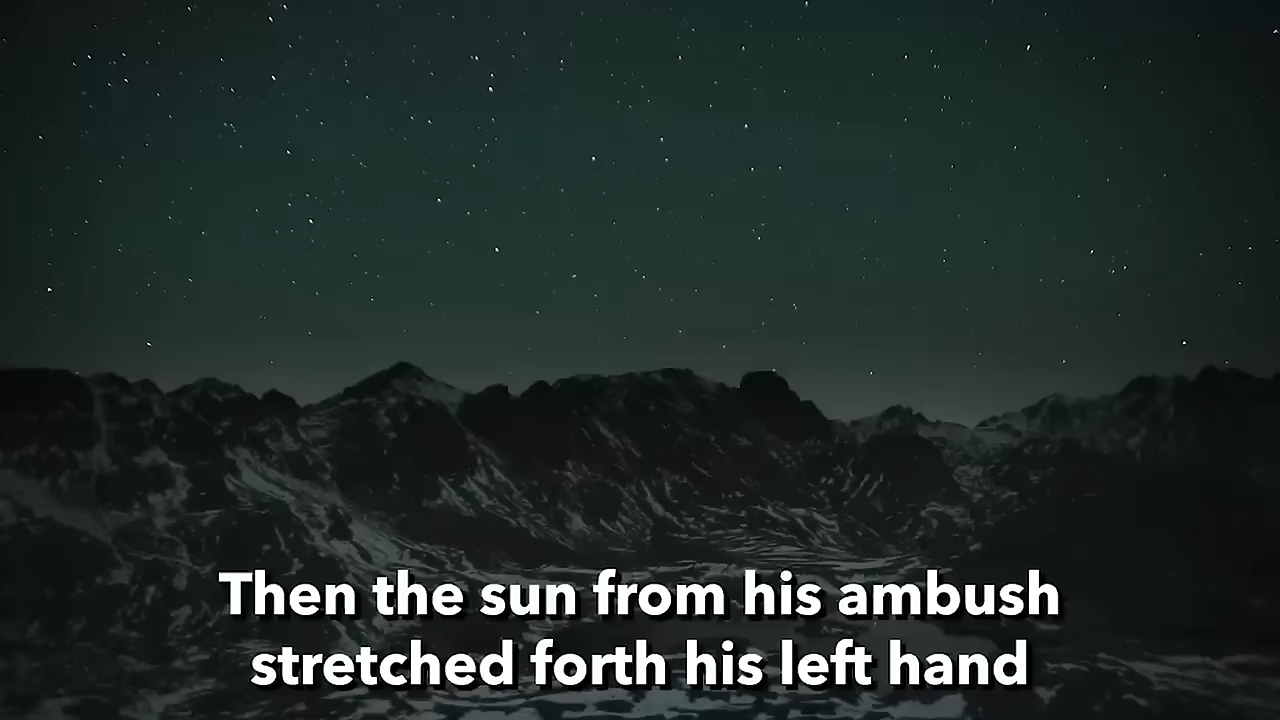 Then the sun from his ambush
stretched forth his left hand